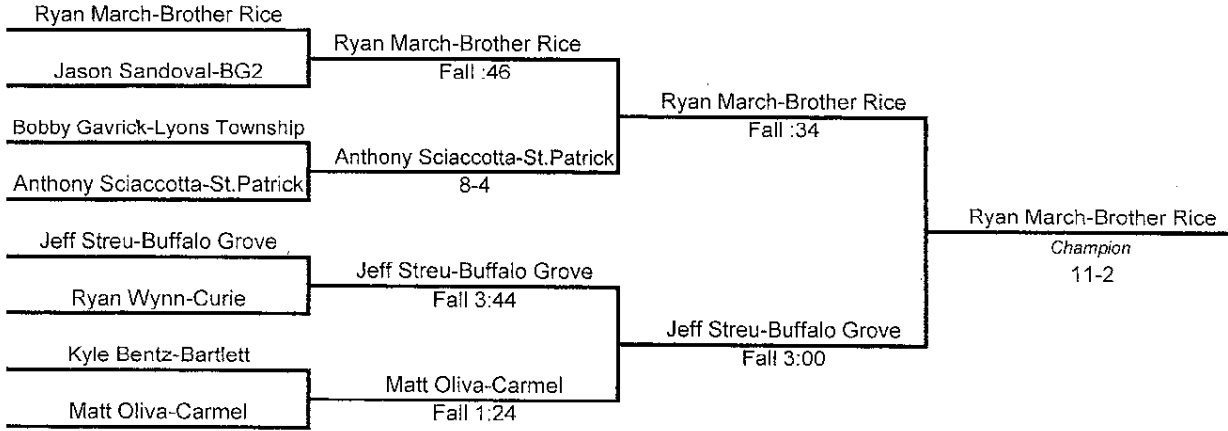 Ryan March-Brother Rice
Jason Sandoval-BG2
Bobby Gavrick-Lyons Township
Anthony Sciaccotta-St.Patrick
Jeff Streu-Buffalo Grove
Ryan Wynn-Curie
Kyle Bentz-Bartlett
Matt Oliva-Carmel
Ryan March-Brother Rice
Fall :46
Anthony Sciaccotta-St.Patrick
8-4
Jeff Streu-Buffalo Grove
Fall 3:44
Matt Oliva-Carmel
Fall 1:24
Ryan March-Brother Rice
Fall :34
Jeff Streu-Buffalo Grove
Fall 3:00
Ryan March-Brother Rice
Champion
11-2